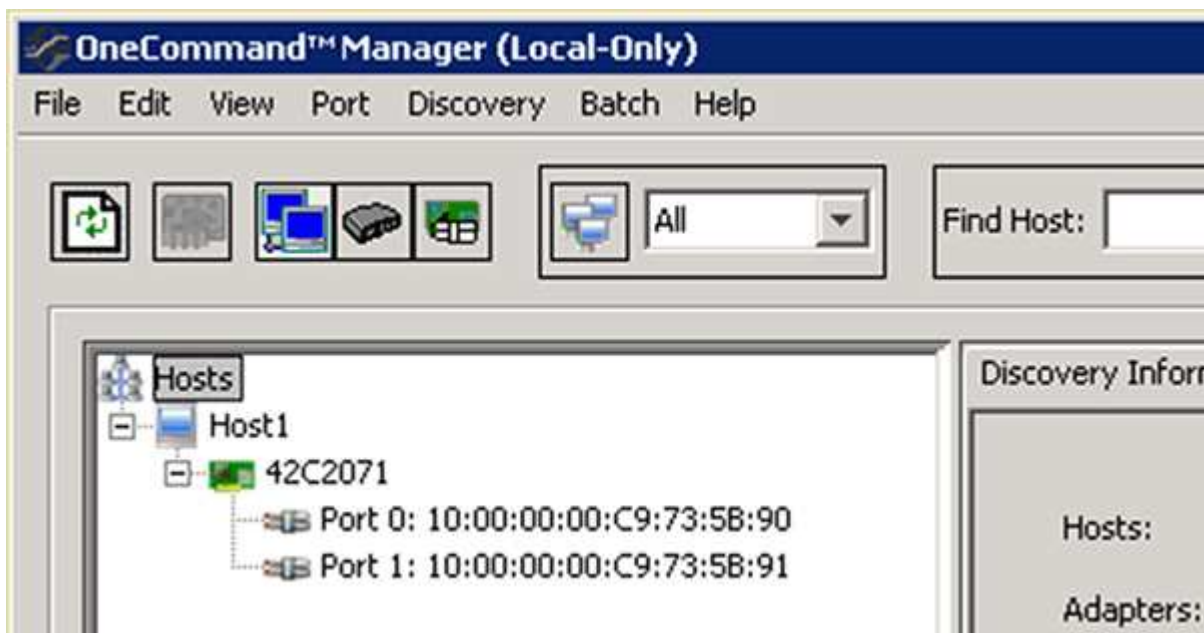 OneCommand™ Manager (Local-Only)
File Edit View Port Discovery Batch Help
All
Find Host:
Hosts
Discovery
Host1
42C2071
Port 0: 10:00:00:00:C9:73:5B:90
Hosts:
Port 1: 10:00:00:00:C9:73:5B:91
Adapters: